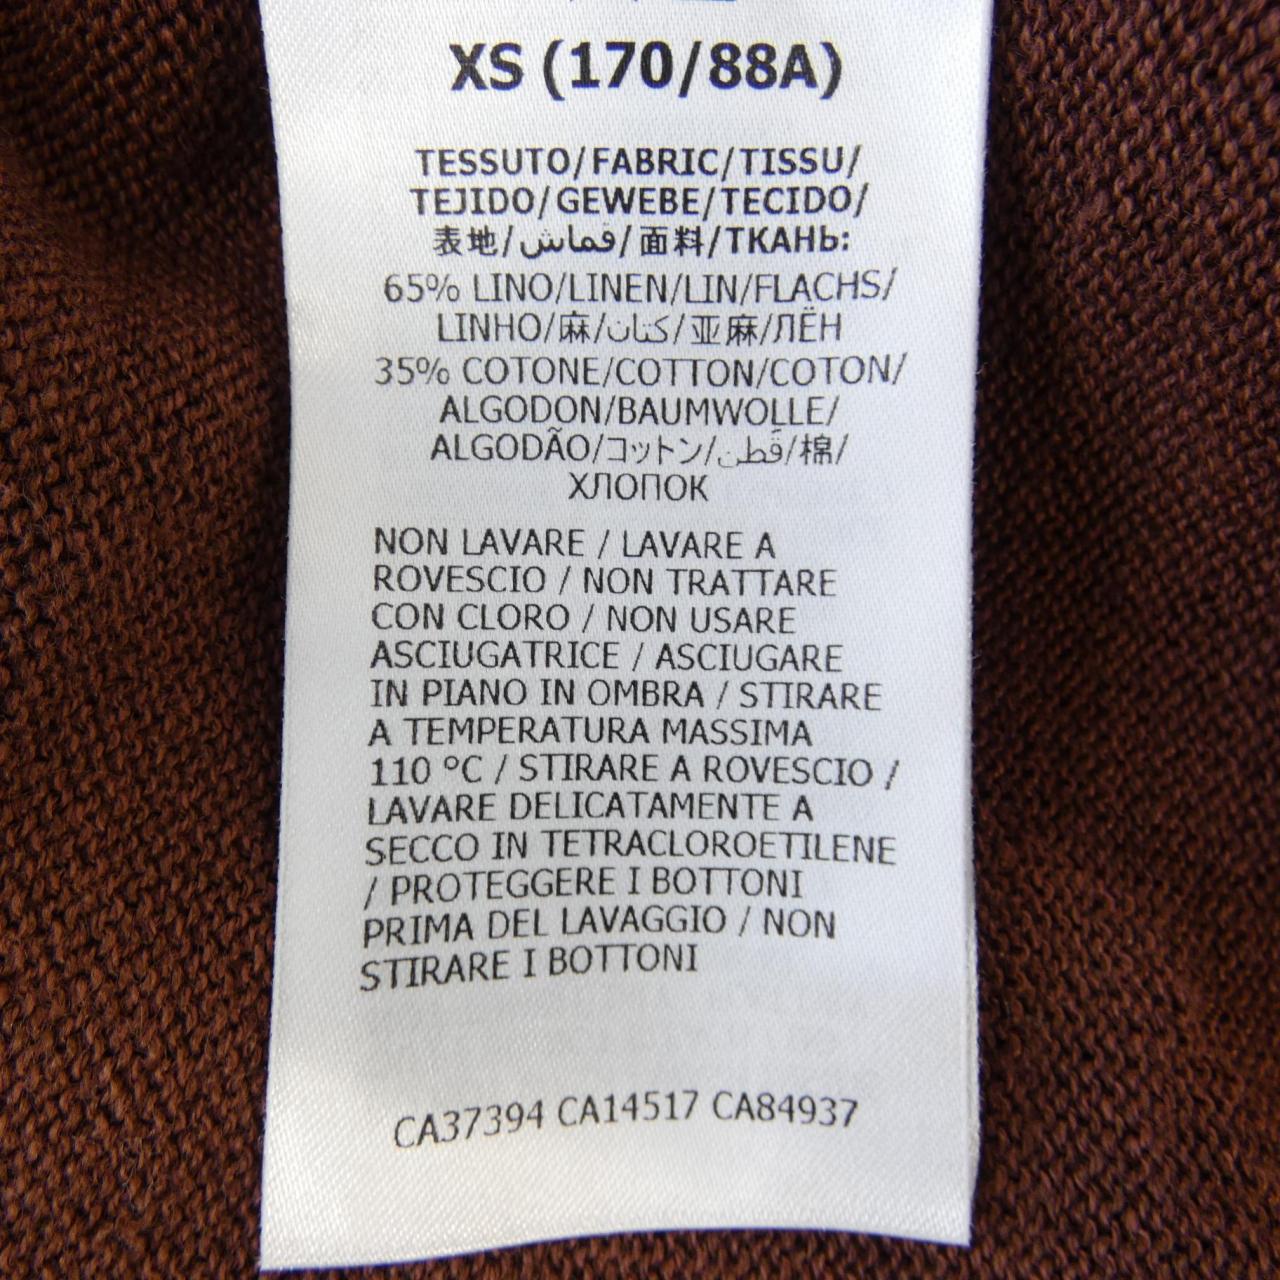 XS (170/88A)
TESSUTO/FABRIC/TISSU/
TEJIDO/GEWEBE/TECIDO/
表地/قماش/面料/ТКАНЬ:
65% LINO/LINEN/LIN/FLACHS/
LINHO/麻/كتان/亚麻/ЛЁН
35% COTONE/COTTON/COTON/
ALGODON/BAUMWOLLE/
ALGODÃO/コットン/قطن/棉/
ХЛОПОК
NON LAVARE / LAVARE A
ROVESCIO / NON TRATTARE
CON CLORO / NON USARE
ASCIUGATRICE / ASCIUGARE
IN PIANO IN OMBRA / STIRARE
A TEMPERATURA MASSIMA
110 °C / STIRARE A ROVESCIO /
LAVARE DELICATAMENTE A
SECCO IN TETRACLOROETILENE
/ PROTEGGERE I BOTTONI
PRIMA DEL LAVAGGIO / NON
STIRARE I BOTTONI
CA37394 CA14517 CA84937